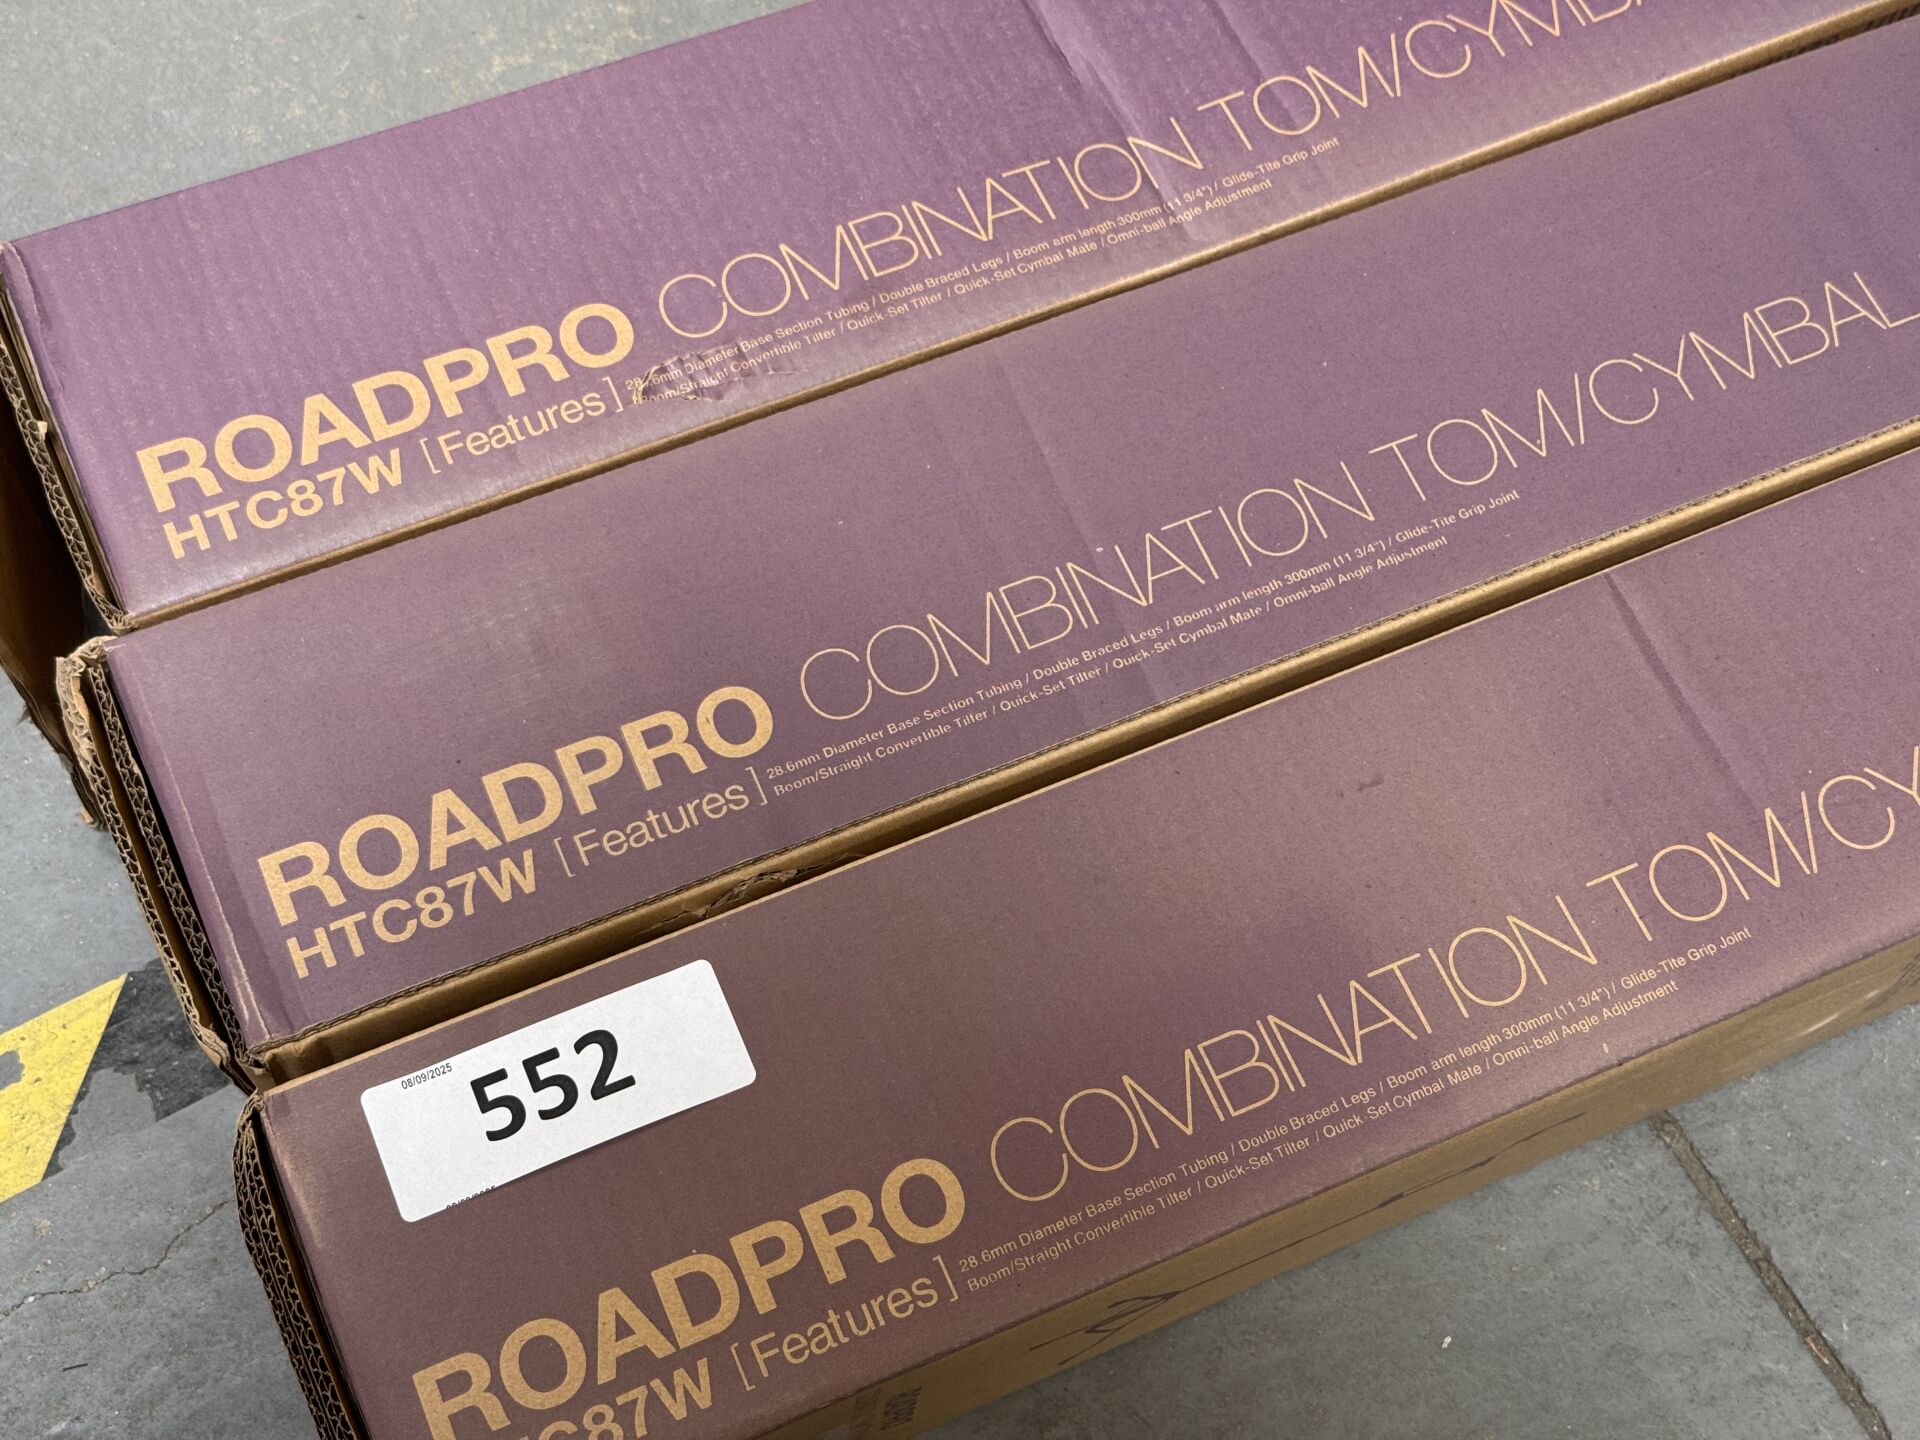 ROADPRO COMBINATION TOM/CYMBAL
HTC87W [Features] 28.6mm Diameter Base Section Tubing / Double Braced Legs / Boom arm length 300mm (11 3/4") / Glide-Tite Grip Joint
Boom/Straight Convertible Tilter / Quick-Set Tilter / Quick-Set Cymbal Mate / Omni-ball Angle Adjustment
ROADPRO COMBINATION TOM/CYMBAL
HTC87W [Features] 28.6mm Diameter Base Section Tubing / Double Braced Legs / Boom arm length 300mm (11 3/4") / Glide-Tite Grip Joint
Boom/Straight Convertible Tilter / Quick-Set Tilter / Quick-Set Cymbal Mate / Omni-ball Angle Adjustment
08/09/2025
552
ROADPRO COMBINATION TOM/CY
C87W [Features] 28.6mm Diameter Base Section Tubing / Double Braced Legs / Boom arm length 300mm (11 3/4") / Glide-Tite Grip Joint
Boom/Straight Convertible Tilter / Quick-Set Tilter / Quick-Set Cymbal Mate / Omni-ball Angle Adjustment